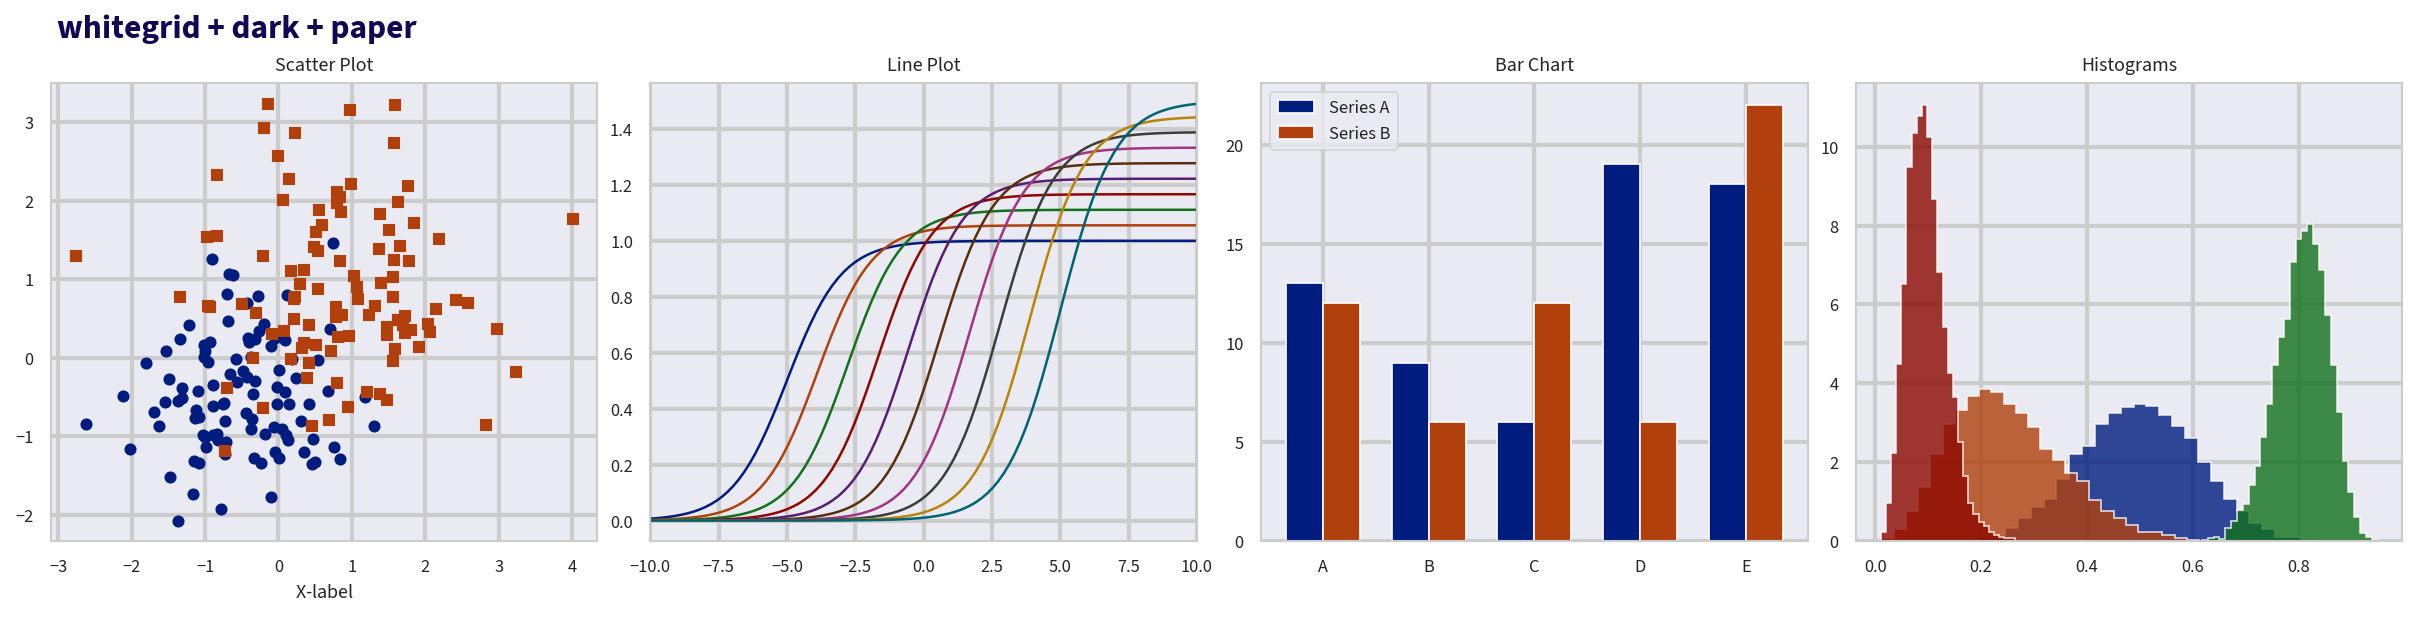 whitegrid + dark + paper
Scatter Plot
3
2
1
0
−1
−2
−3 −2 −1 0 1 2 3 4
X-label
Line Plot
1.4
1.2
1.0
0.8
0.6
0.4
0.2
0.0
−10.0 −7.5 −5.0 −2.5 0.0 2.5 5.0 7.5 10.0
Bar Chart
Series A
Series B
20
15
10
5
0
A B C D E
Histograms
10
8
6
4
2
0
0.0 0.2 0.4 0.6 0.8